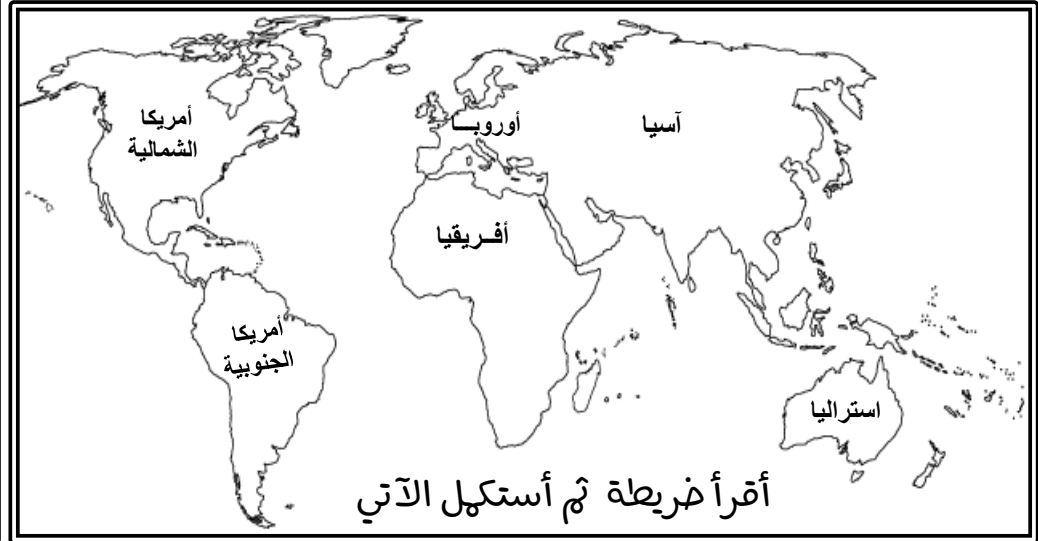 أمريكا
الشمالية
أوروبــا
آسيا
أفـريقيا
أمريكا
الجنوبية
استراليا
أقرأ خريطة ثم أستكمل الآتي